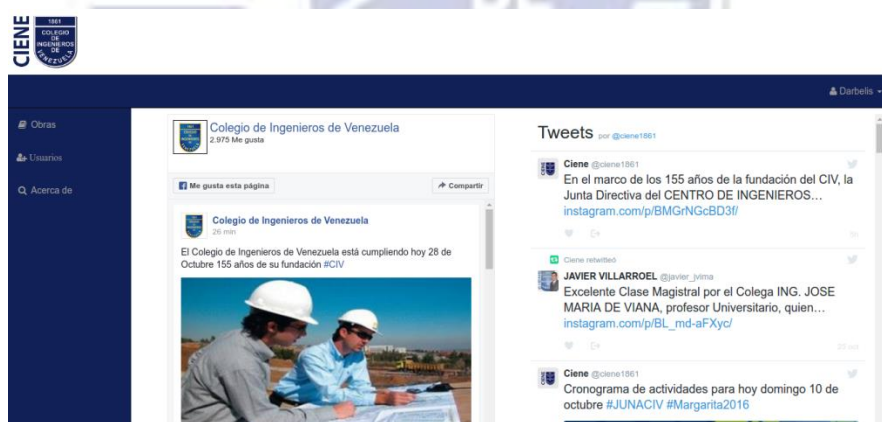 CIENE
1861
COLEGIO
DE
INGENIEROS
DE
VENEZUELA
Darbelis
Obras
Usuarios
Acerca de
Colegio de Ingenieros de Venezuela
2.975 Me gusta
Me gusta esta página
Compartir
Colegio de Ingenieros de Venezuela
26 min
El Colegio de Ingenieros de Venezuela está cumpliendo hoy 28 de
Octubre 155 años de su fundación #CIV
Tweets por @ciene1861
Ciene @ciene1861
En el marco de los 155 años de la fundación del CIV, la
Junta Directiva del CENTRO DE INGENIEROS…
instagram.com/p/BMGrNGcBD3f/
Ciene retwitteó
JAVIER VILLARROEL @javier_jvima
Excelente Clase Magistral por el Colega ING. JOSE
MARIA DE VIANA, profesor Universitario, quien…
instagram.com/p/BL_md-aFXyc/
Ciene @ciene1861
Cronograma de actividades para hoy domingo 10 de
octubre #JUNACIV #Margarita2016